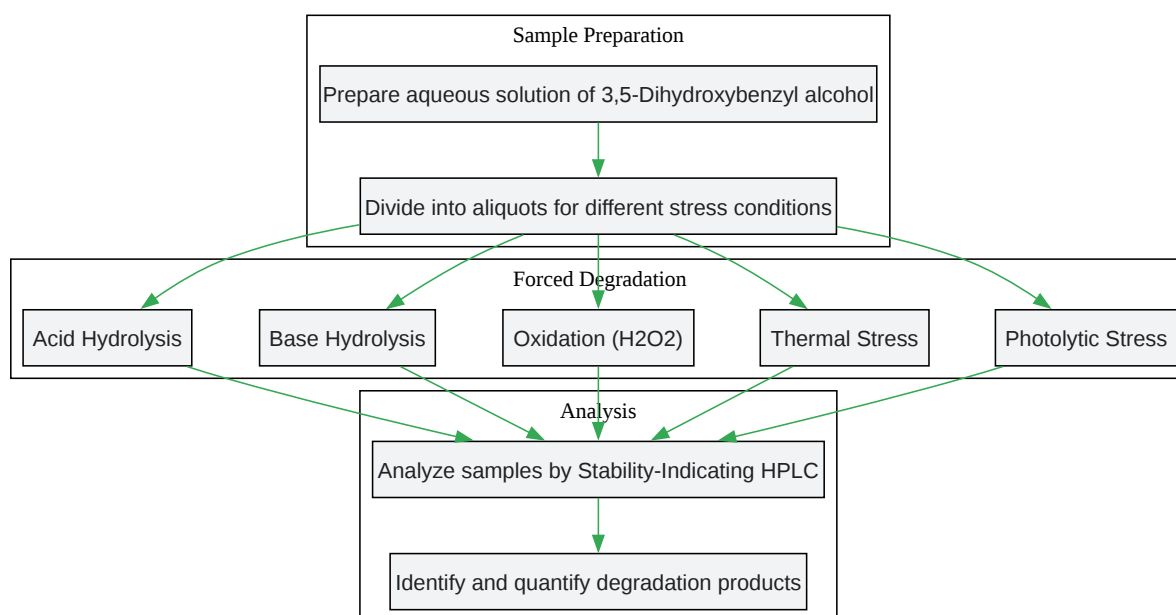 Sample Preparation
Prepare aqueous solution of 3,5-Dihydroxybenzyl alcohol
Divide into aliquots for different stress conditions
Forced Degradation
Acid Hydrolysis
Base Hydrolysis
Oxidation (H2O2)
Thermal Stress
Photolytic Stress
Analysis
Analyze samples by Stability-Indicating HPLC
Identify and quantify degradation products